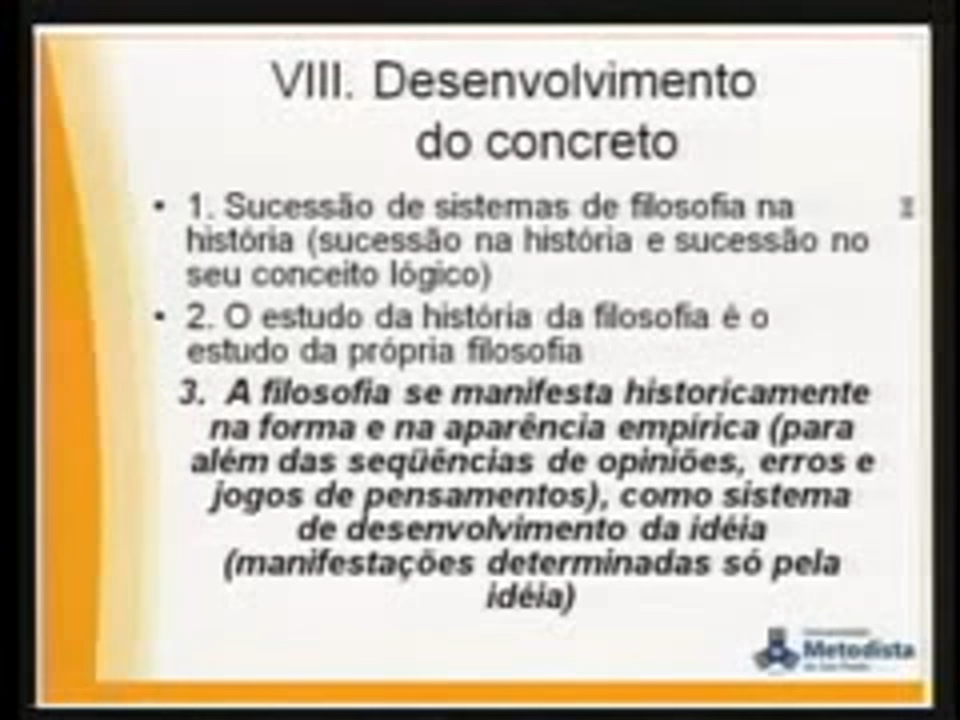 VIII. Desenvolvimento
do concreto
• 1. Sucessão de sistemas de filosofia na
história (sucessão na história e sucessão no
seu conceito lógico)
• 2. O estudo da história da filosofia é o
estudo da própria filosofia
3. A filosofia se manifesta historicamente
na forma e na aparência empírica (para
além das seqüências de opiniões, erros e
jogos de pensamentos), como sistema
de desenvolvimento da idéia
(manifestações determinadas só pela
idéia)
Metodista